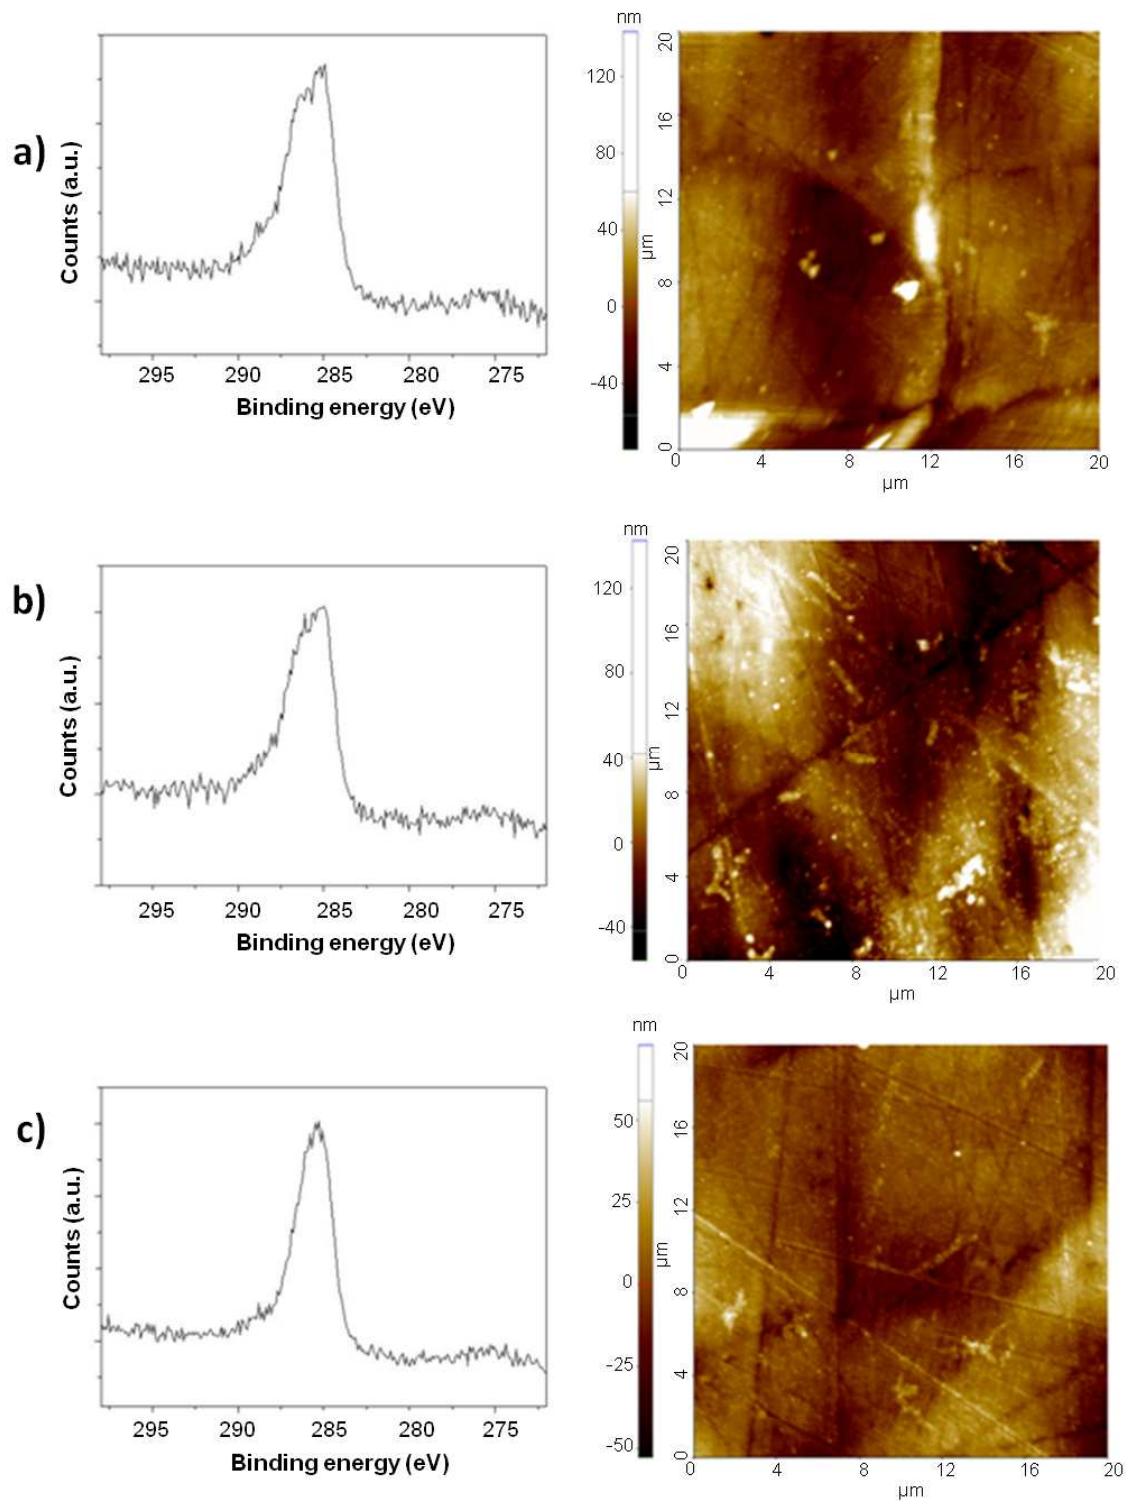 a)
Counts (a.u.)
295 290 285 280 275
Binding energy (eV)
nm
120
80
40
0
-40
µm
20
16
12
8
4
0
0 4 8 12 16 20
µm
b)
Counts (a.u.)
295 290 285 280 275
Binding energy (eV)
nm
120
80
40
0
-40
µm
20
16
12
8
4
0
0 4 8 12 16 20
µm
c)
Counts (a.u.)
295 290 285 280 275
Binding energy (eV)
nm
50
25
0
-25
-50
µm
20
16
12
8
4
0
0 4 8 12 16 20
µm